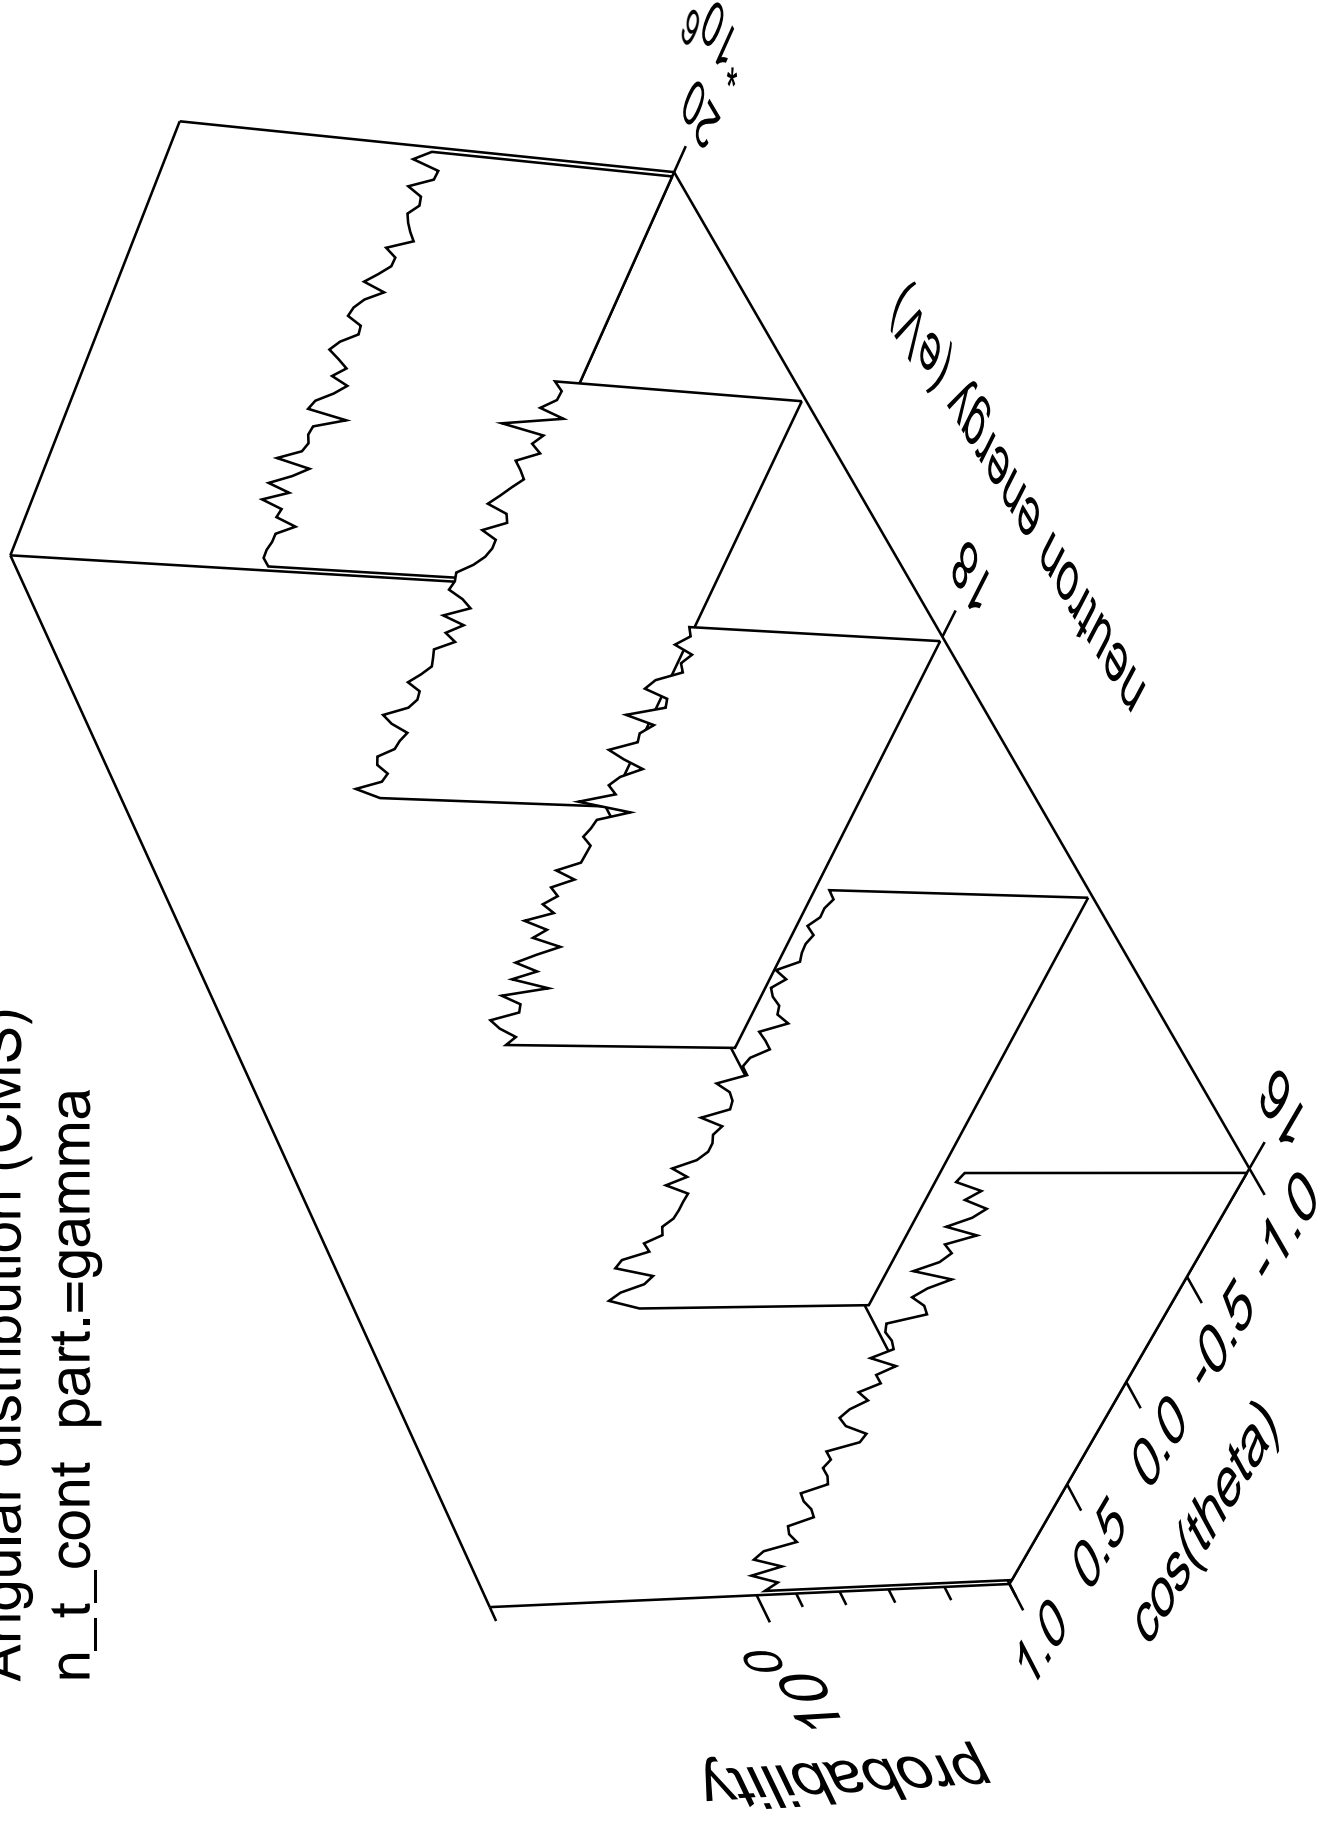 Angular distribution (CMS)
n_t_cont part.=gamma
probability
10 0
1.0 0.5 0.0 -0.5 -1.0
cos(theta)
16 18 20
*10 6
neutron energy (eV)